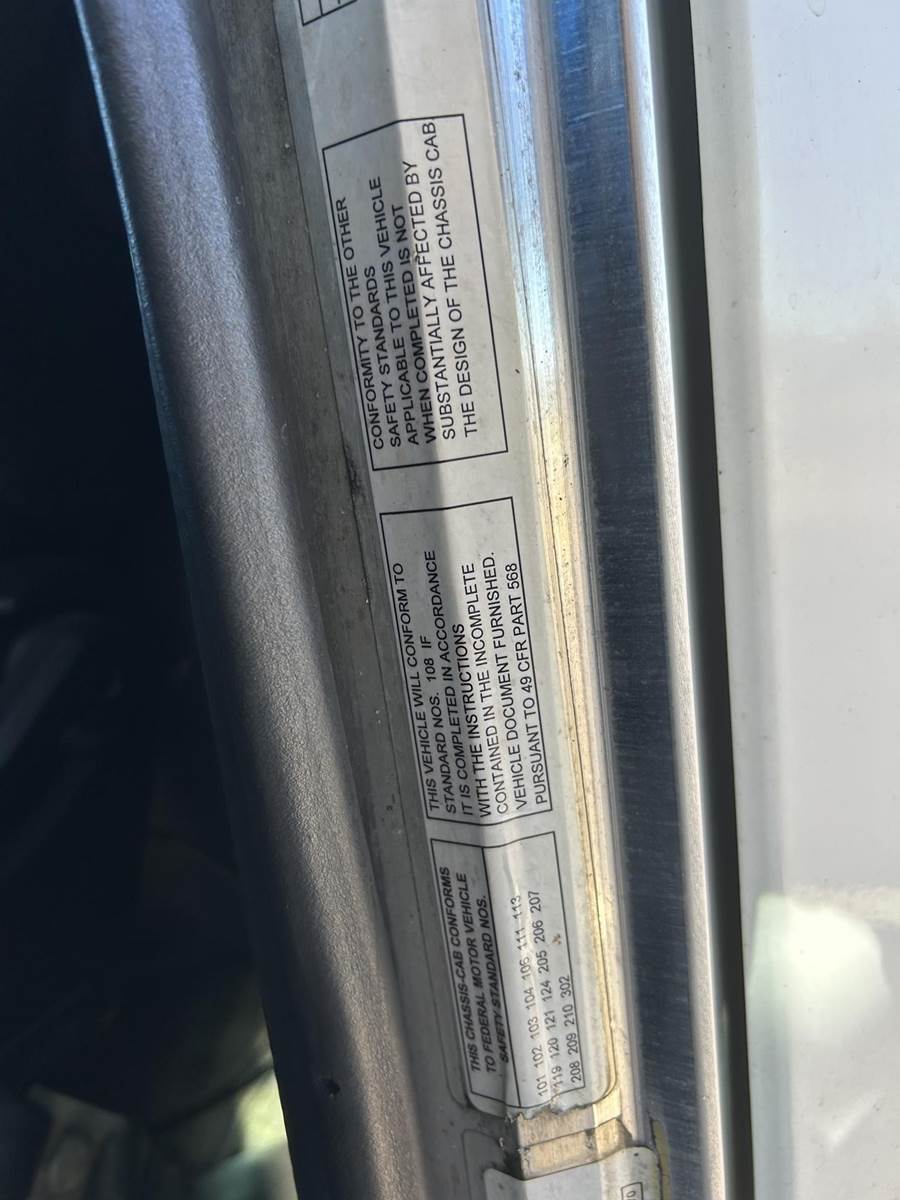 THIS CHASSIS-CAB CONFORMS
TO FEDERAL MOTOR VEHICLE
SAFETY STANDARD NOS.
101 102 103 104 106 111 113
119 120 121 124 205 206 207
208 209 210 302
THIS VEHICLE WILL CONFORM TO
STANDARD NOS. 108 IF
IT IS COMPLETED IN ACCORDANCE
WITH THE INSTRUCTIONS
CONTAINED IN THE INCOMPLETE
VEHICLE DOCUMENT FURNISHED.
PURSUANT TO 49 CFR PART 568
CONFORMITY TO THE OTHER
SAFETY STANDARDS
APPLICABLE TO THIS VEHICLE
WHEN COMPLETED IS NOT
SUBSTANTIALLY AFFECTED BY
THE DESIGN OF THE CHASSIS CAB